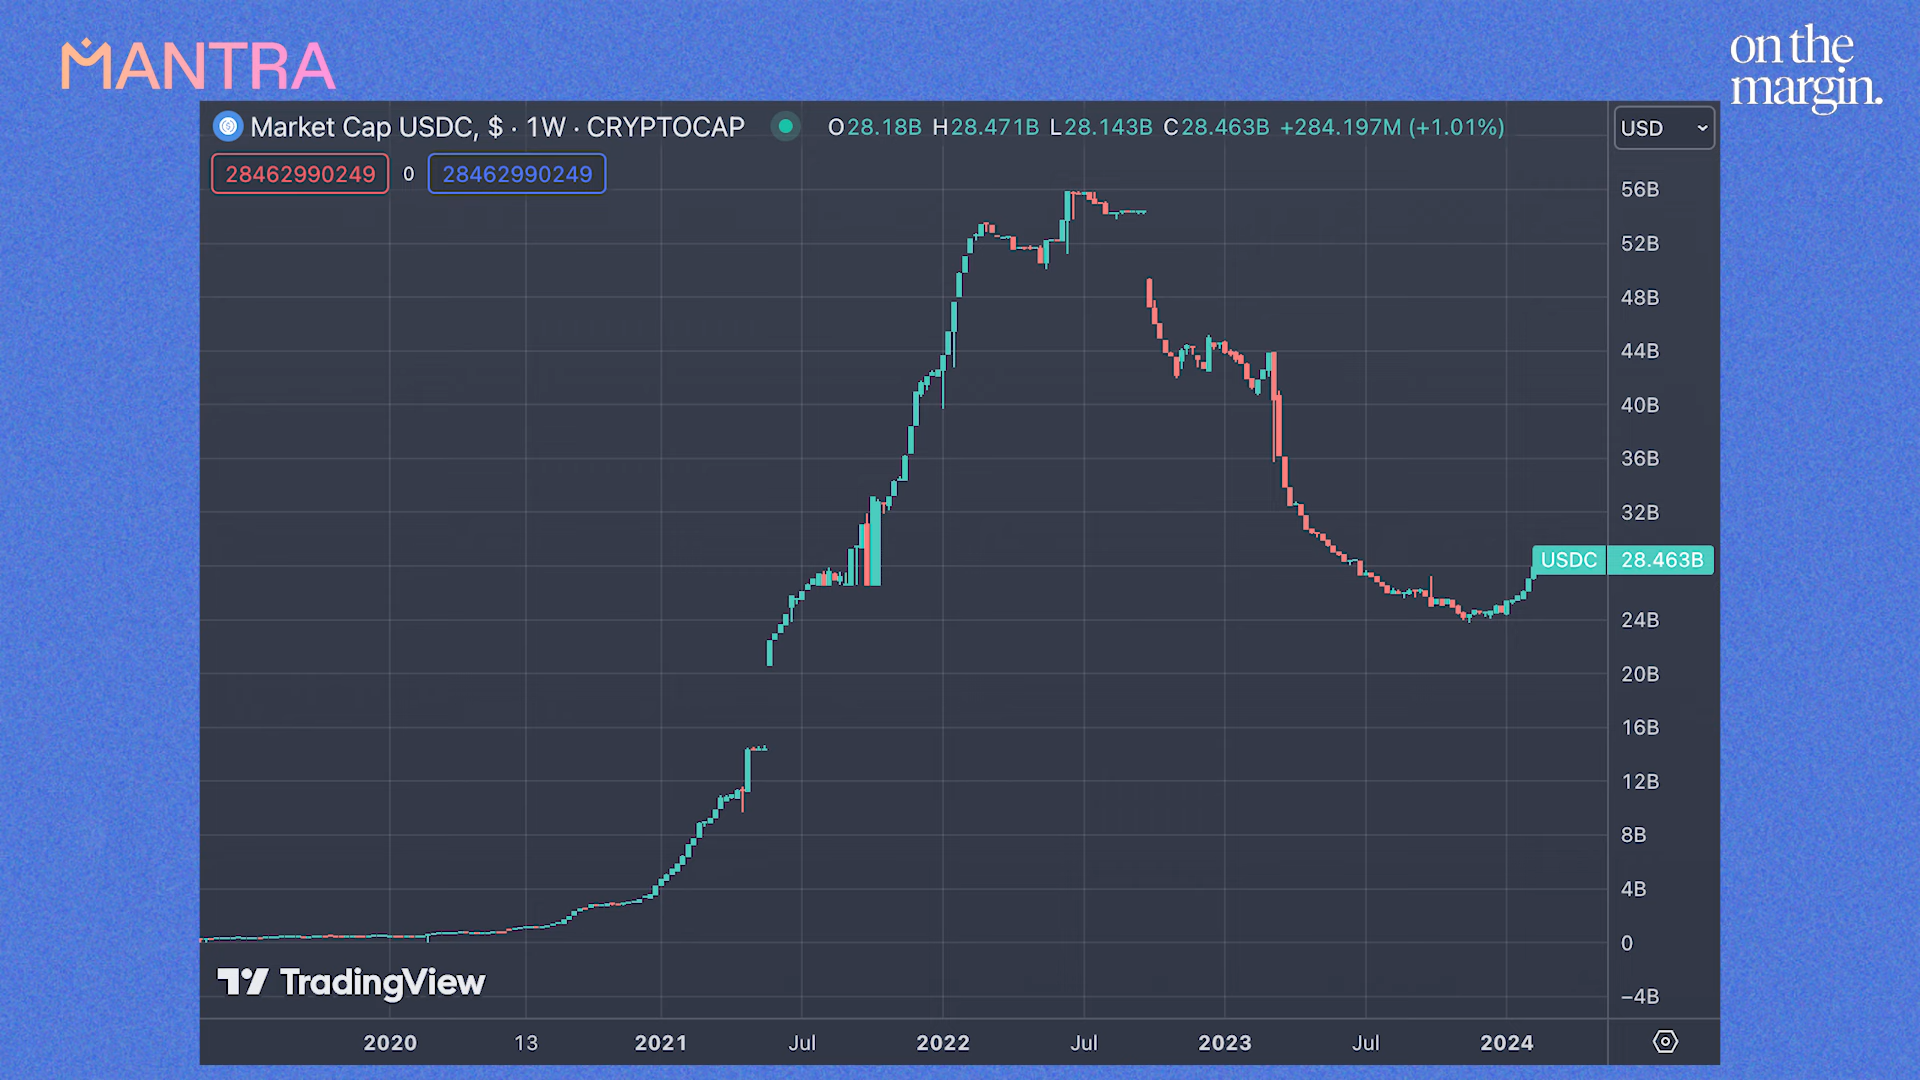 MANTRA
on the
margin.
Market Cap USDC, $ · 1W · CRYPTOCAP O28.18B H28.471B L28.143B C28.463B +284.197M (+1.01%) USD
28462990249 0 28462990249
56B
52B
48B
44B
40B
36B
32B
USDC 28.463B
24B
20B
16B
12B
8B
4B
0
−4B
TradingView
2020 13 2021 Jul 2022 Jul 2023 Jul 2024